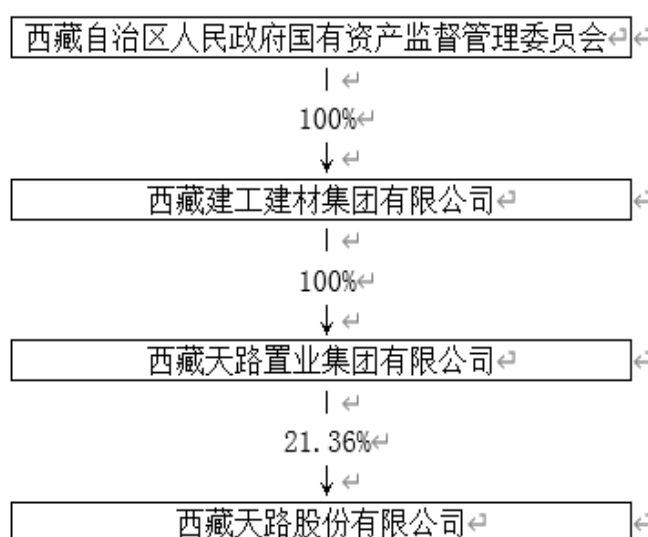 西藏自治区人民政府国有资产监督管理委员会
100%
西藏建工建材集团有限公司
100%
西藏天路置业集团有限公司
21.36%
西藏天路股份有限公司